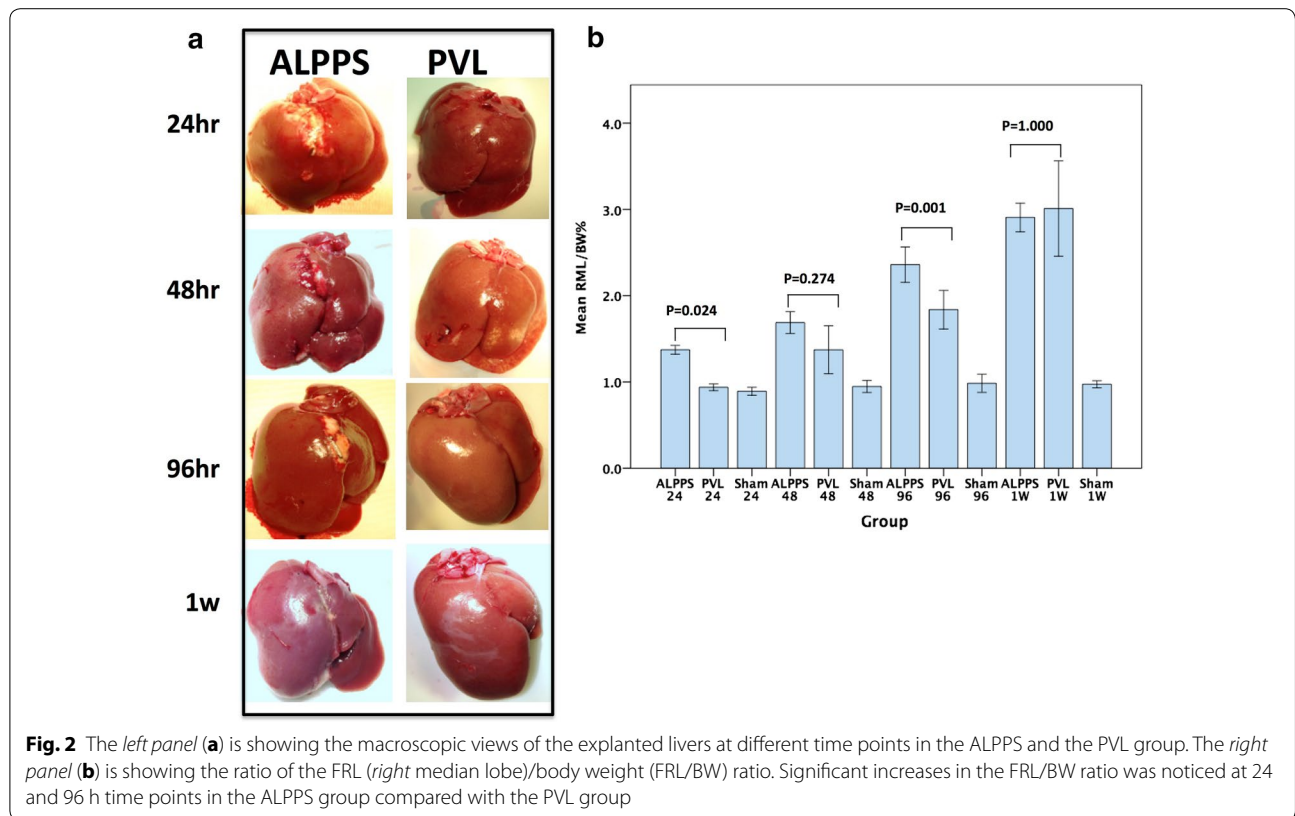 a
ALPPS PVL
24hr
48hr
96hr
1w
b
Mean RML/BW%
4.0
3.0
2.0
1.0
0.0
P=0.024
P=0.274
P=0.001
P=1.000
ALPPS 24
PVL 24
Sham 24
ALPPS 48
PVL 48
Sham 48
ALPPS 96
PVL 96
Sham 96
ALPPS 1W
PVL 1W
Sham 1W
Group
Fig. 2 The left panel (a) is showing the macroscopic views of the explanted livers at different time points in the ALPPS and the PVL group. The right
panel (b) is showing the ratio of the FRL (right median lobe)/body weight (FRL/BW) ratio. Significant increases in the FRL/BW ratio was noticed at 24
and 96 h time points in the ALPPS group compared with the PVL group